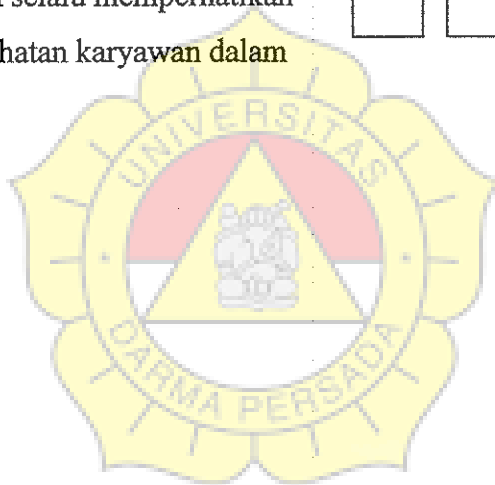 selalu memperhatikan
hatan karyawan dalam
UNIVERSITAS
DARMA PERSADA